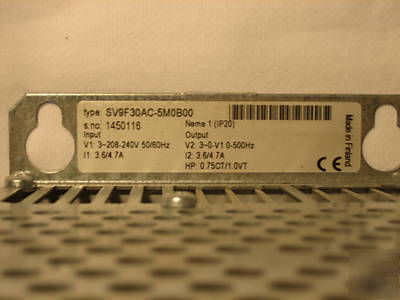 type: SV9F30AC-5M0B00
s.no: 1450116 Nema 1 (IP20)
Input Output
V1: 3~208-240V 50/60Hz V2: 3~0-V1 0-500Hz
I1: 3.6/4.7A I2: 3.6/4.7A
HP: 0.75CT/1.0VT
Made in Finland
CE